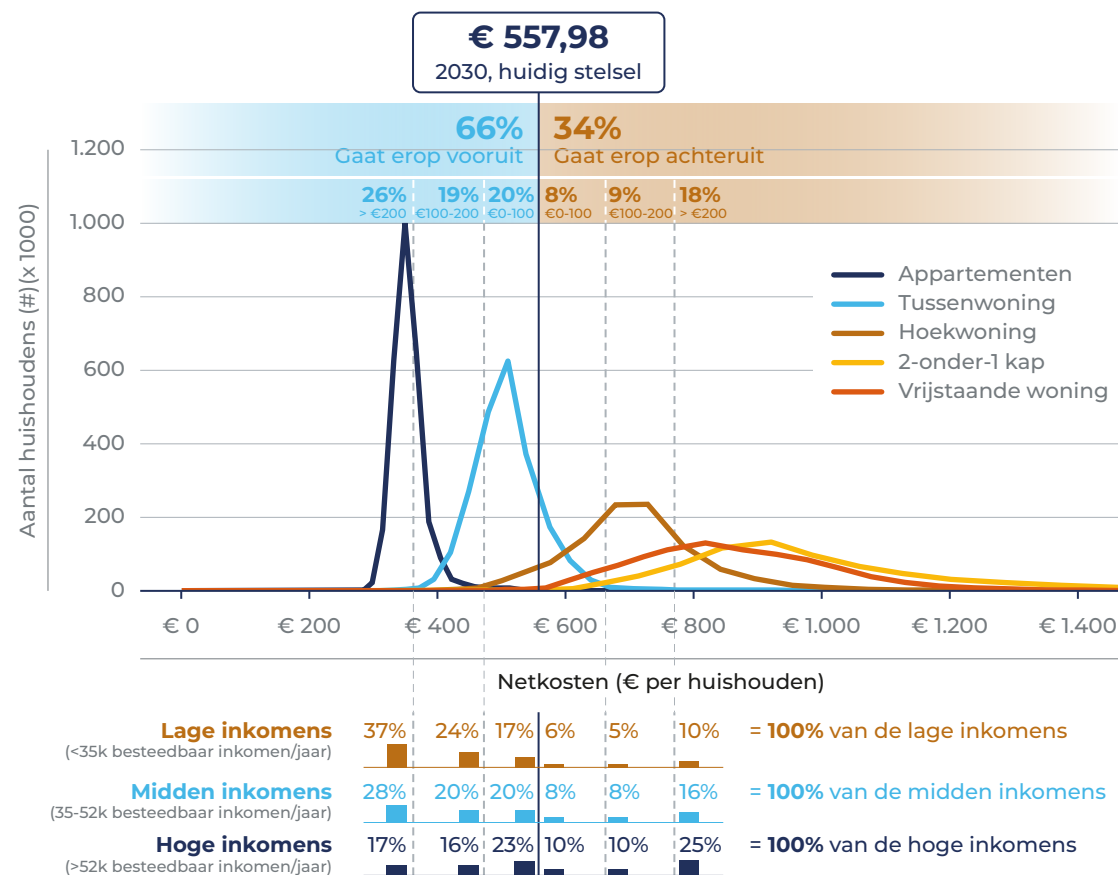 € 557,98
2030, huidig stelsel
66% 34%
Gaat erop vooruit Gaat erop achteruit
26% 19% 20% 8% 9% 18%
> €200 €100-200 €0-100 €0-100 €100-200 > €200
Aantal huishoudens (#)(x 1000)
1.200
1.000
800
600
400
200
0
Appartementen
Tussenwoning
Hoekwoning
2-onder-1 kap
Vrijstaande woning
€ 0 € 200 € 400 € 600 € 800 € 1.000 € 1.200 € 1.400
Netkosten (€ per huishouden)
Lage inkomens 37% 24% 17% 6% 5% 10% = 100% van de lage inkomens
(<35k besteedbaar inkomen/jaar)
Midden inkomens 28% 20% 20% 8% 8% 16% = 100% van de midden inkomens
(35-52k besteedbaar inkomen/jaar)
Hoge inkomens 17% 16% 23% 10% 10% 25% = 100% van de hoge inkomens
(>52k besteedbaar inkomen/jaar)